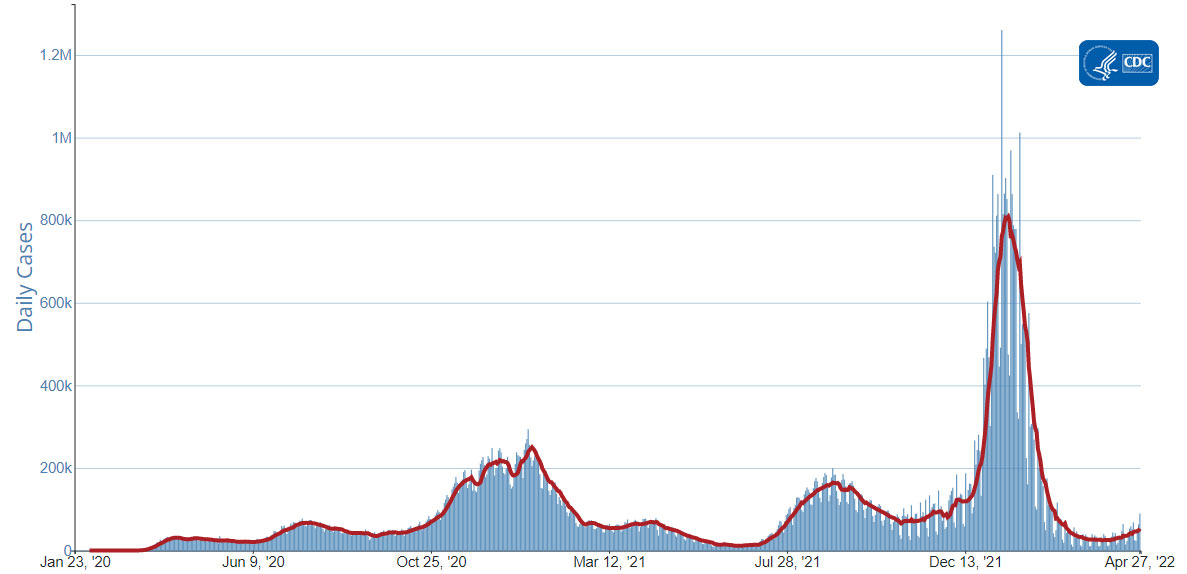 1.2M
1M
800k
600k
400k
200k
0
Daily Cases
CDC
Jan 23, '20
Jun 9, '20
Oct 25, '20
Mar 12, '21
Jul 28, '21
Dec 13, '21
Apr 27, '22